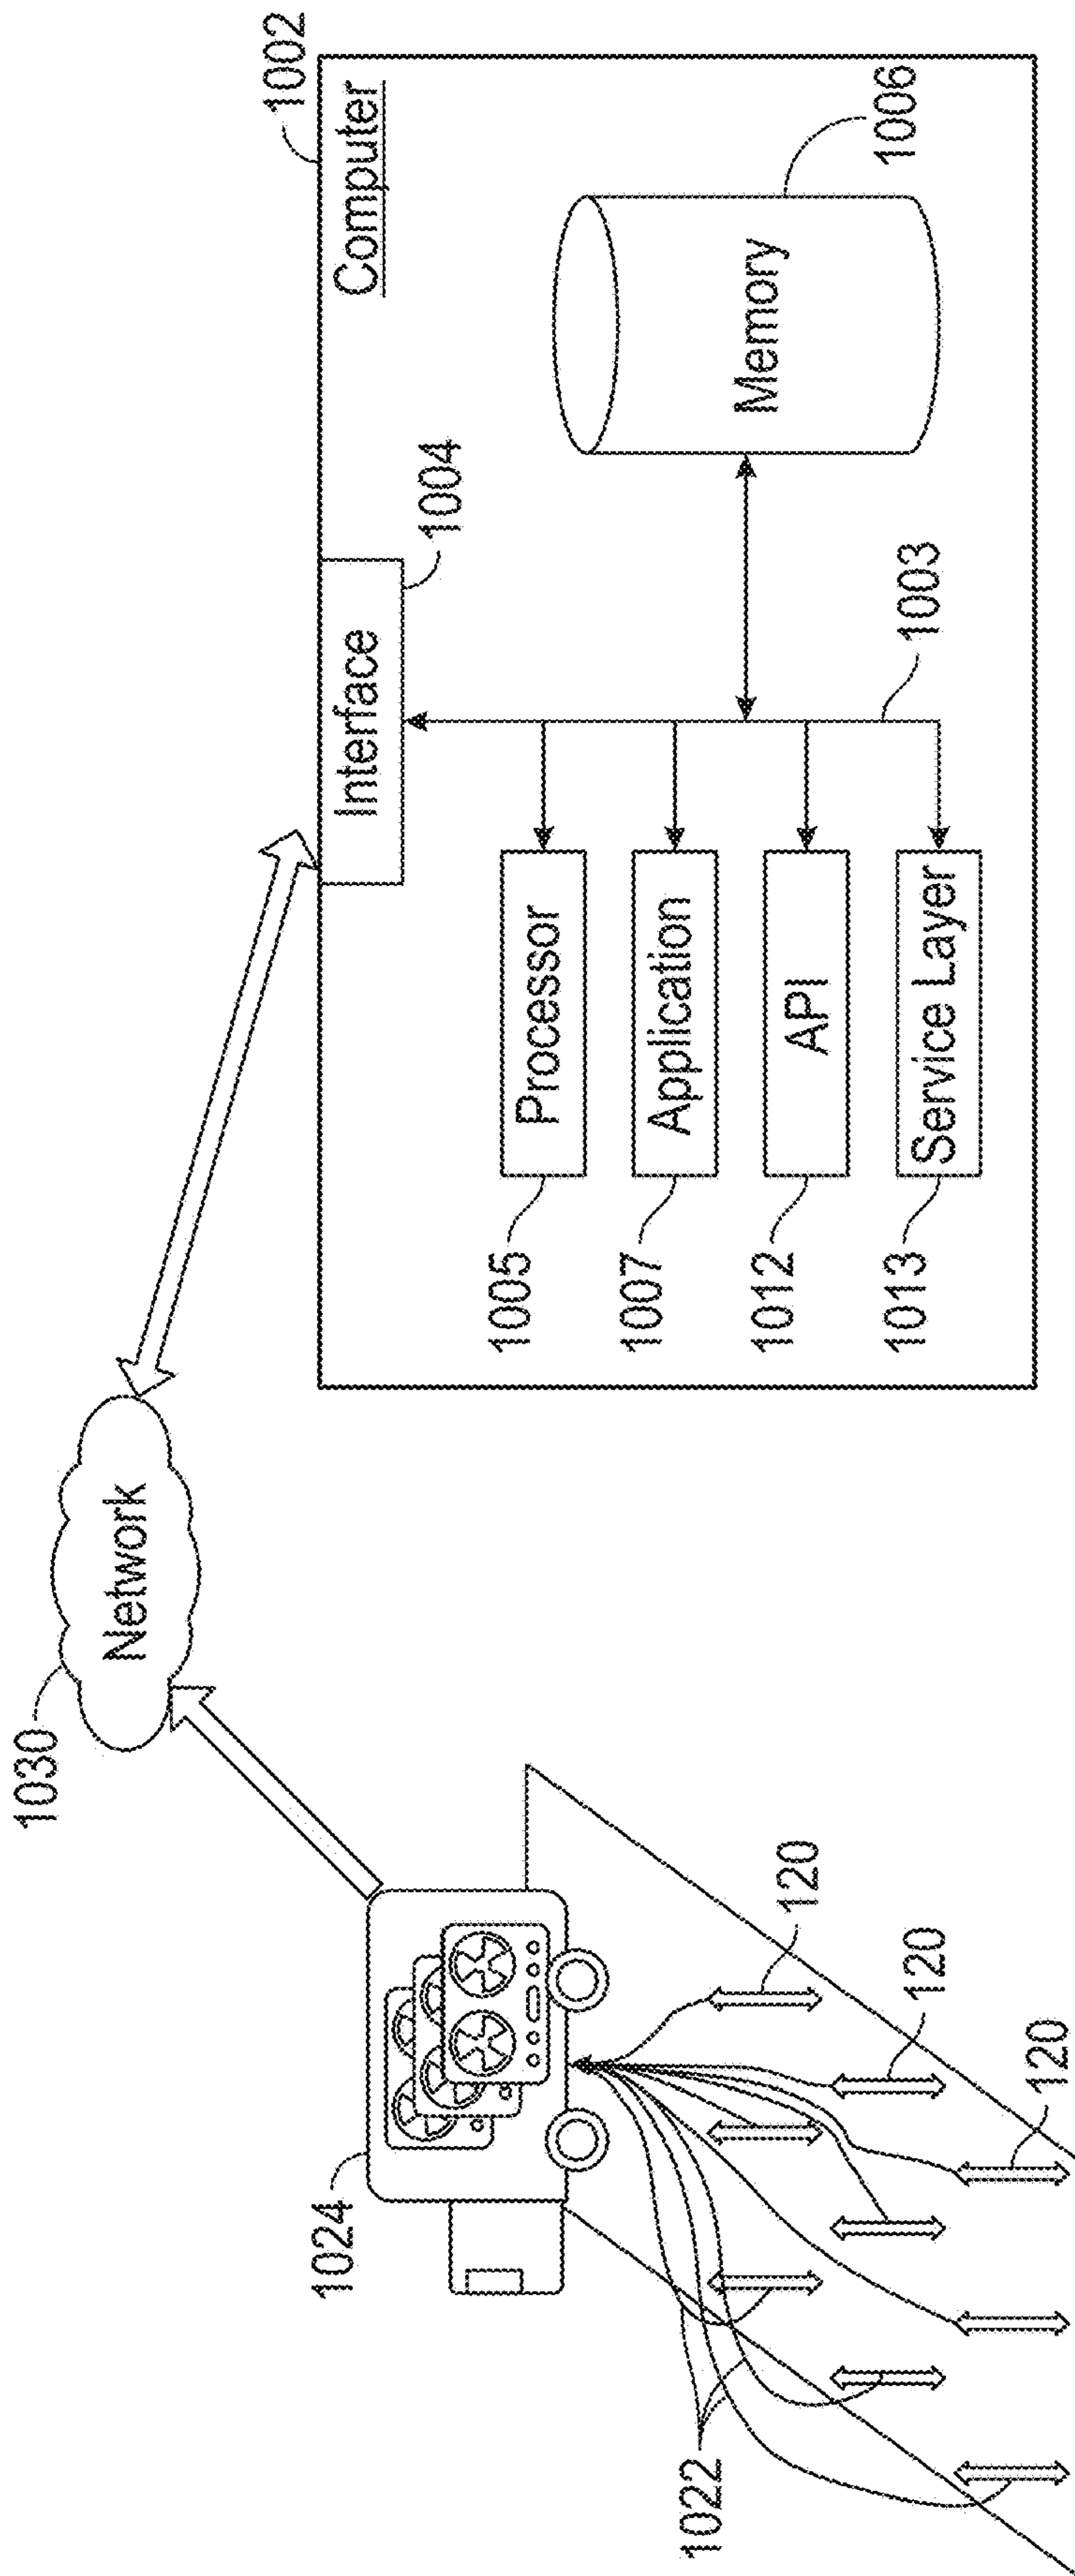 1030
Network
1002
Computer
Interface
1004
1005
Processor
1007
Application
1012
API
1013
Service Layer
Memory
1006
1003
1024
120
120
120
1022